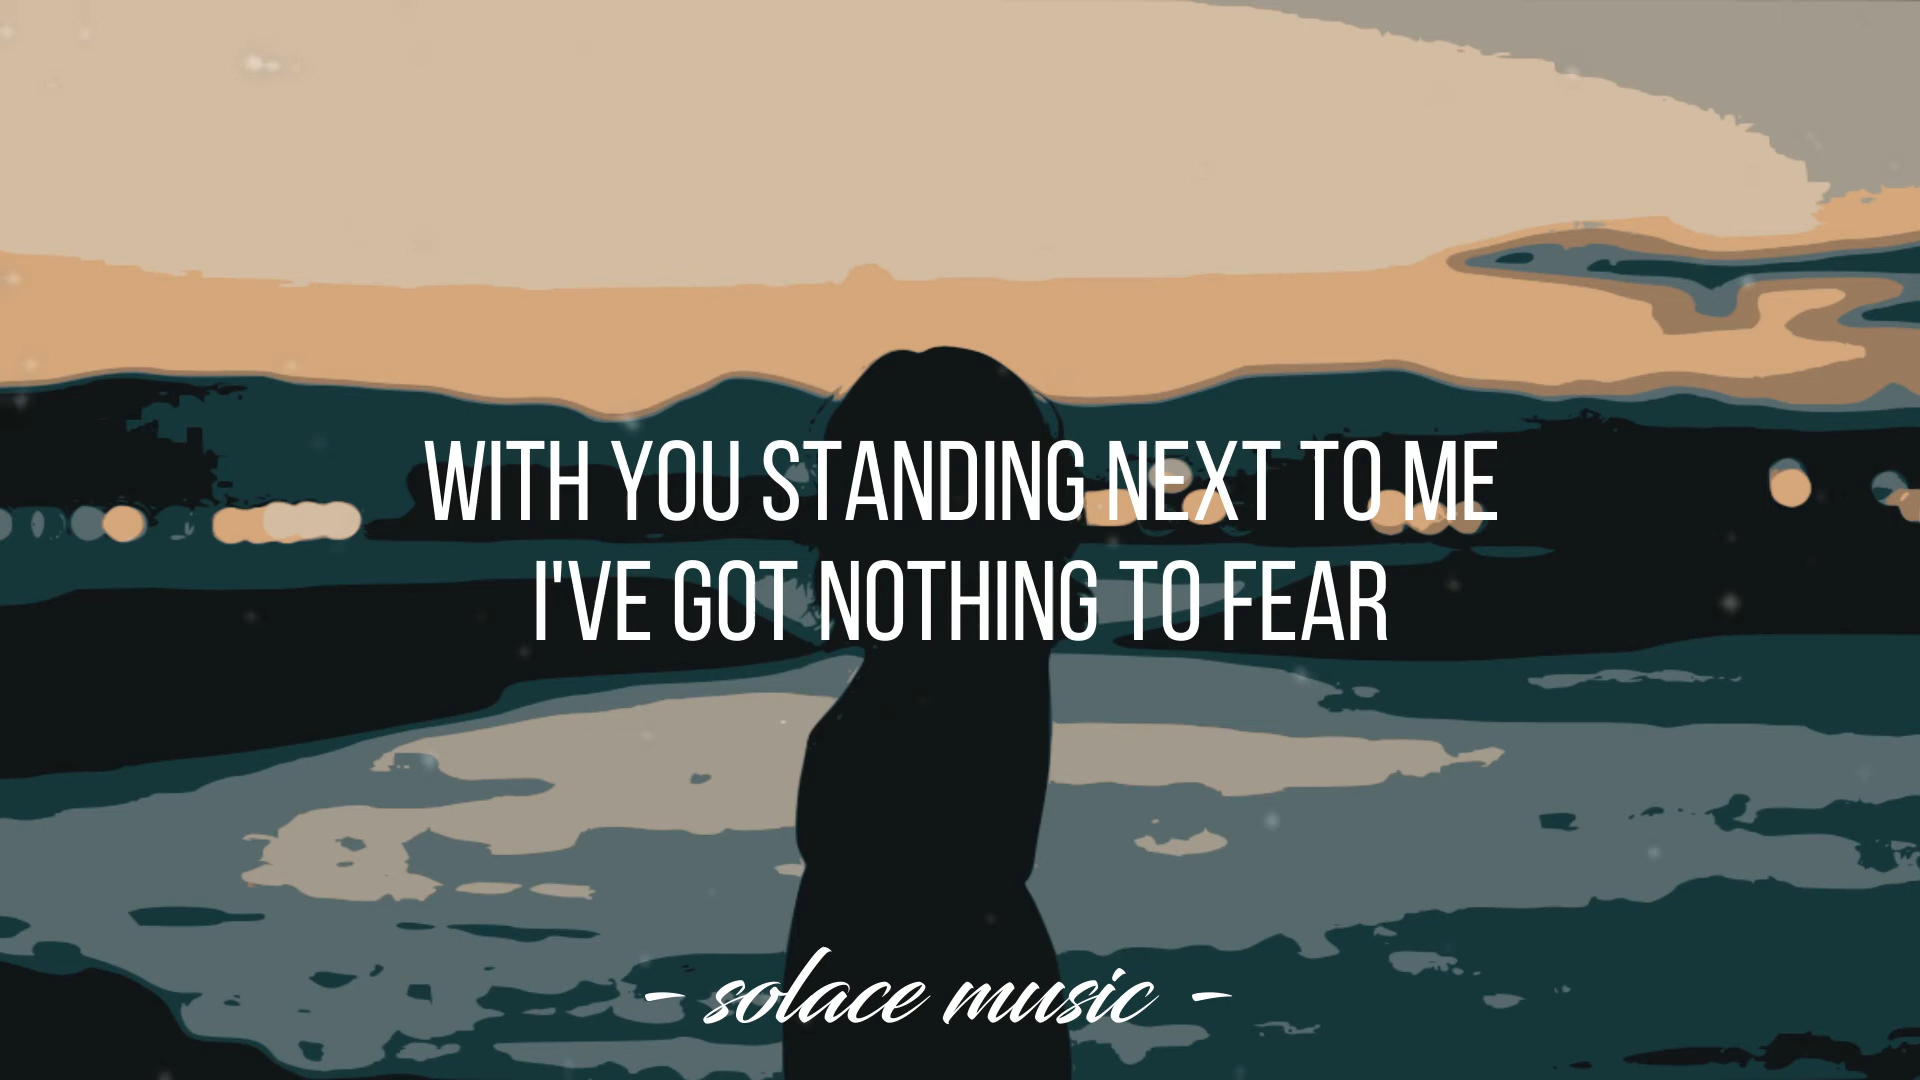 WITH YOU STANDING NEXT TO ME
I'VE GOT NOTHING TO FEAR
- solace music -